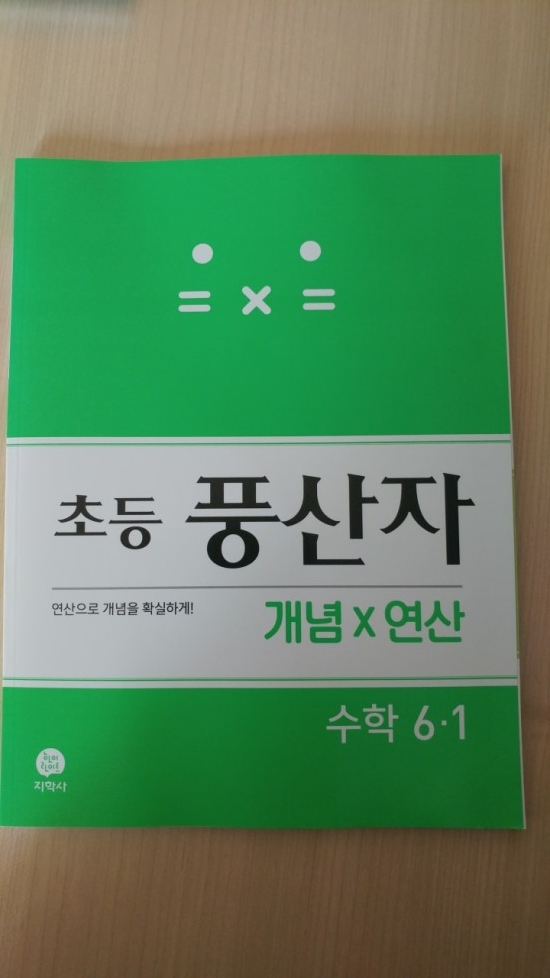 = × =
초등 풍산자
연산으로 개념을 확실하게!
개념 x 연산
수학 6·1
지학사